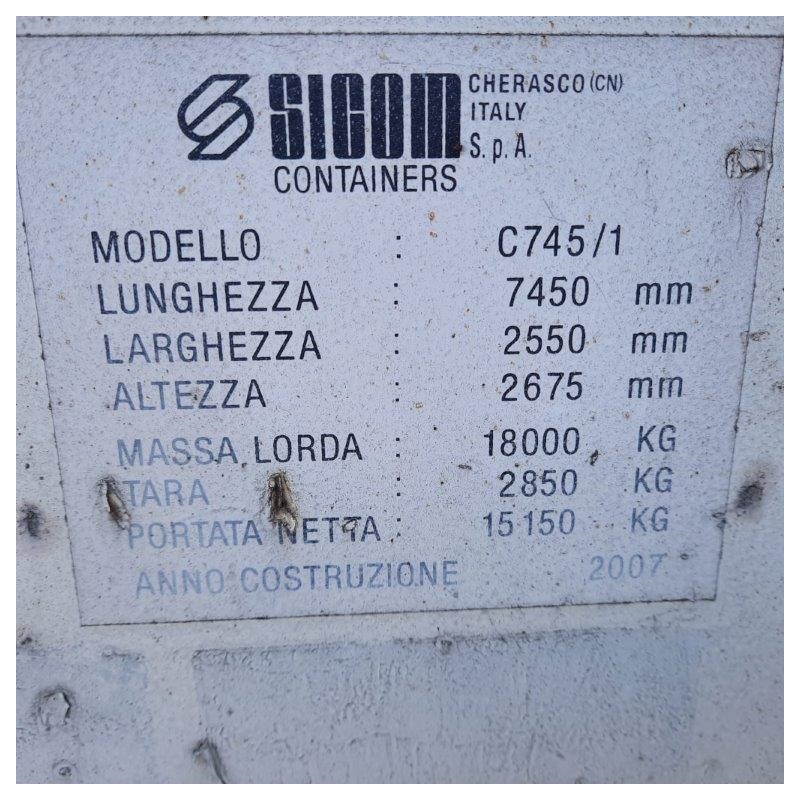 SICOM CHERASCO (CN)
ITALY
S.p.A.
CONTAINERS
MODELLO : C745/1
LUNGHEZZA : 7450 mm
LARGHEZZA : 2550 mm
ALTEZZA : 2675 mm
MASSA LORDA : 18000 KG
TARA 2850 KG
PORTATA NETTA : 15150 KG
ANNO COSTRUZIONE 2007